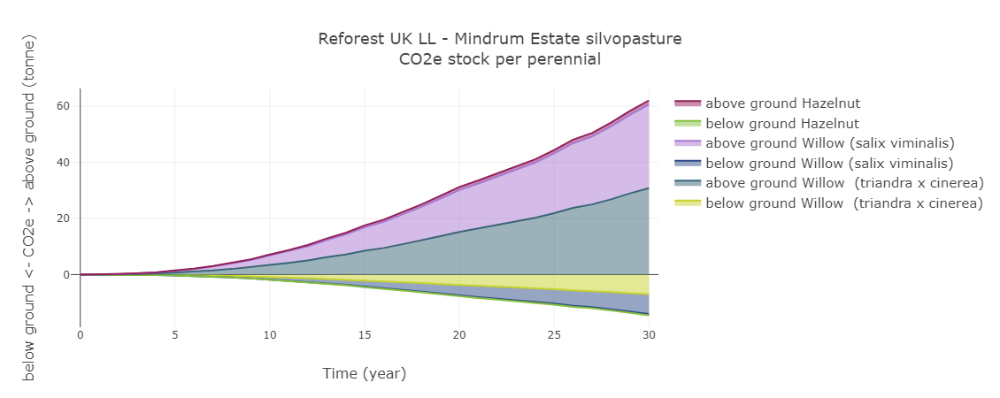 Reforest UK LL - Mindrum Estate silvopasture
CO2e stock per perennial
below ground <- CO2e -> above ground (tonne)
60
40
20
0
0 5 10 15 20 25 30
Time (year)
above ground Hazelnut
below ground Hazelnut
above ground Willow (salix viminalis)
below ground Willow (salix viminalis)
above ground Willow  (triandra x cinerea)
below ground Willow  (triandra x cinerea)